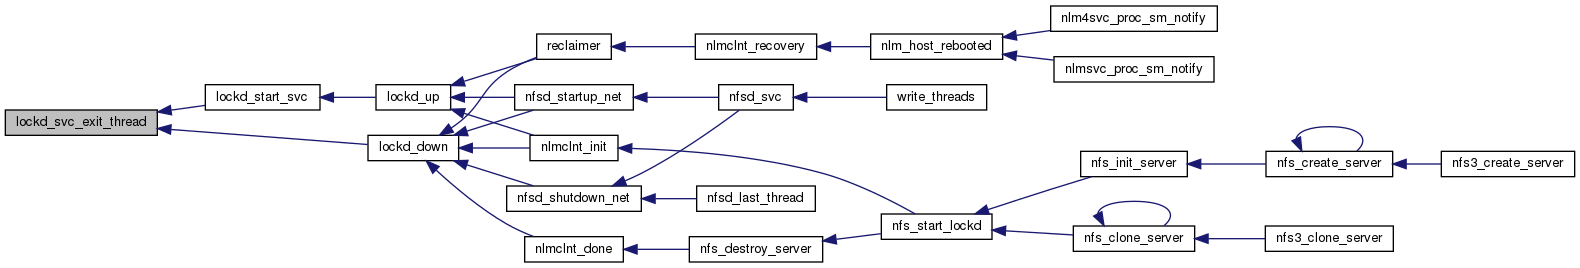 nlm4svc_proc_sm_notify
reclaimer
nlmclnt_recovery
nlm_host_rebooted
nlmsvc_proc_sm_notify
lockd_start_svc
lockd_up
nfsd_startup_net
nfsd_svc
write_threads
lockd_svc_exit_thread
lockd_down
nlmclnt_init
nfs_init_server
nfs_create_server
nfs3_create_server
nfsd_shutdown_net
nfsd_last_thread
nfs_start_lockd
nlmclnt_done
nfs_destroy_server
nfs_clone_server
nfs3_clone_server